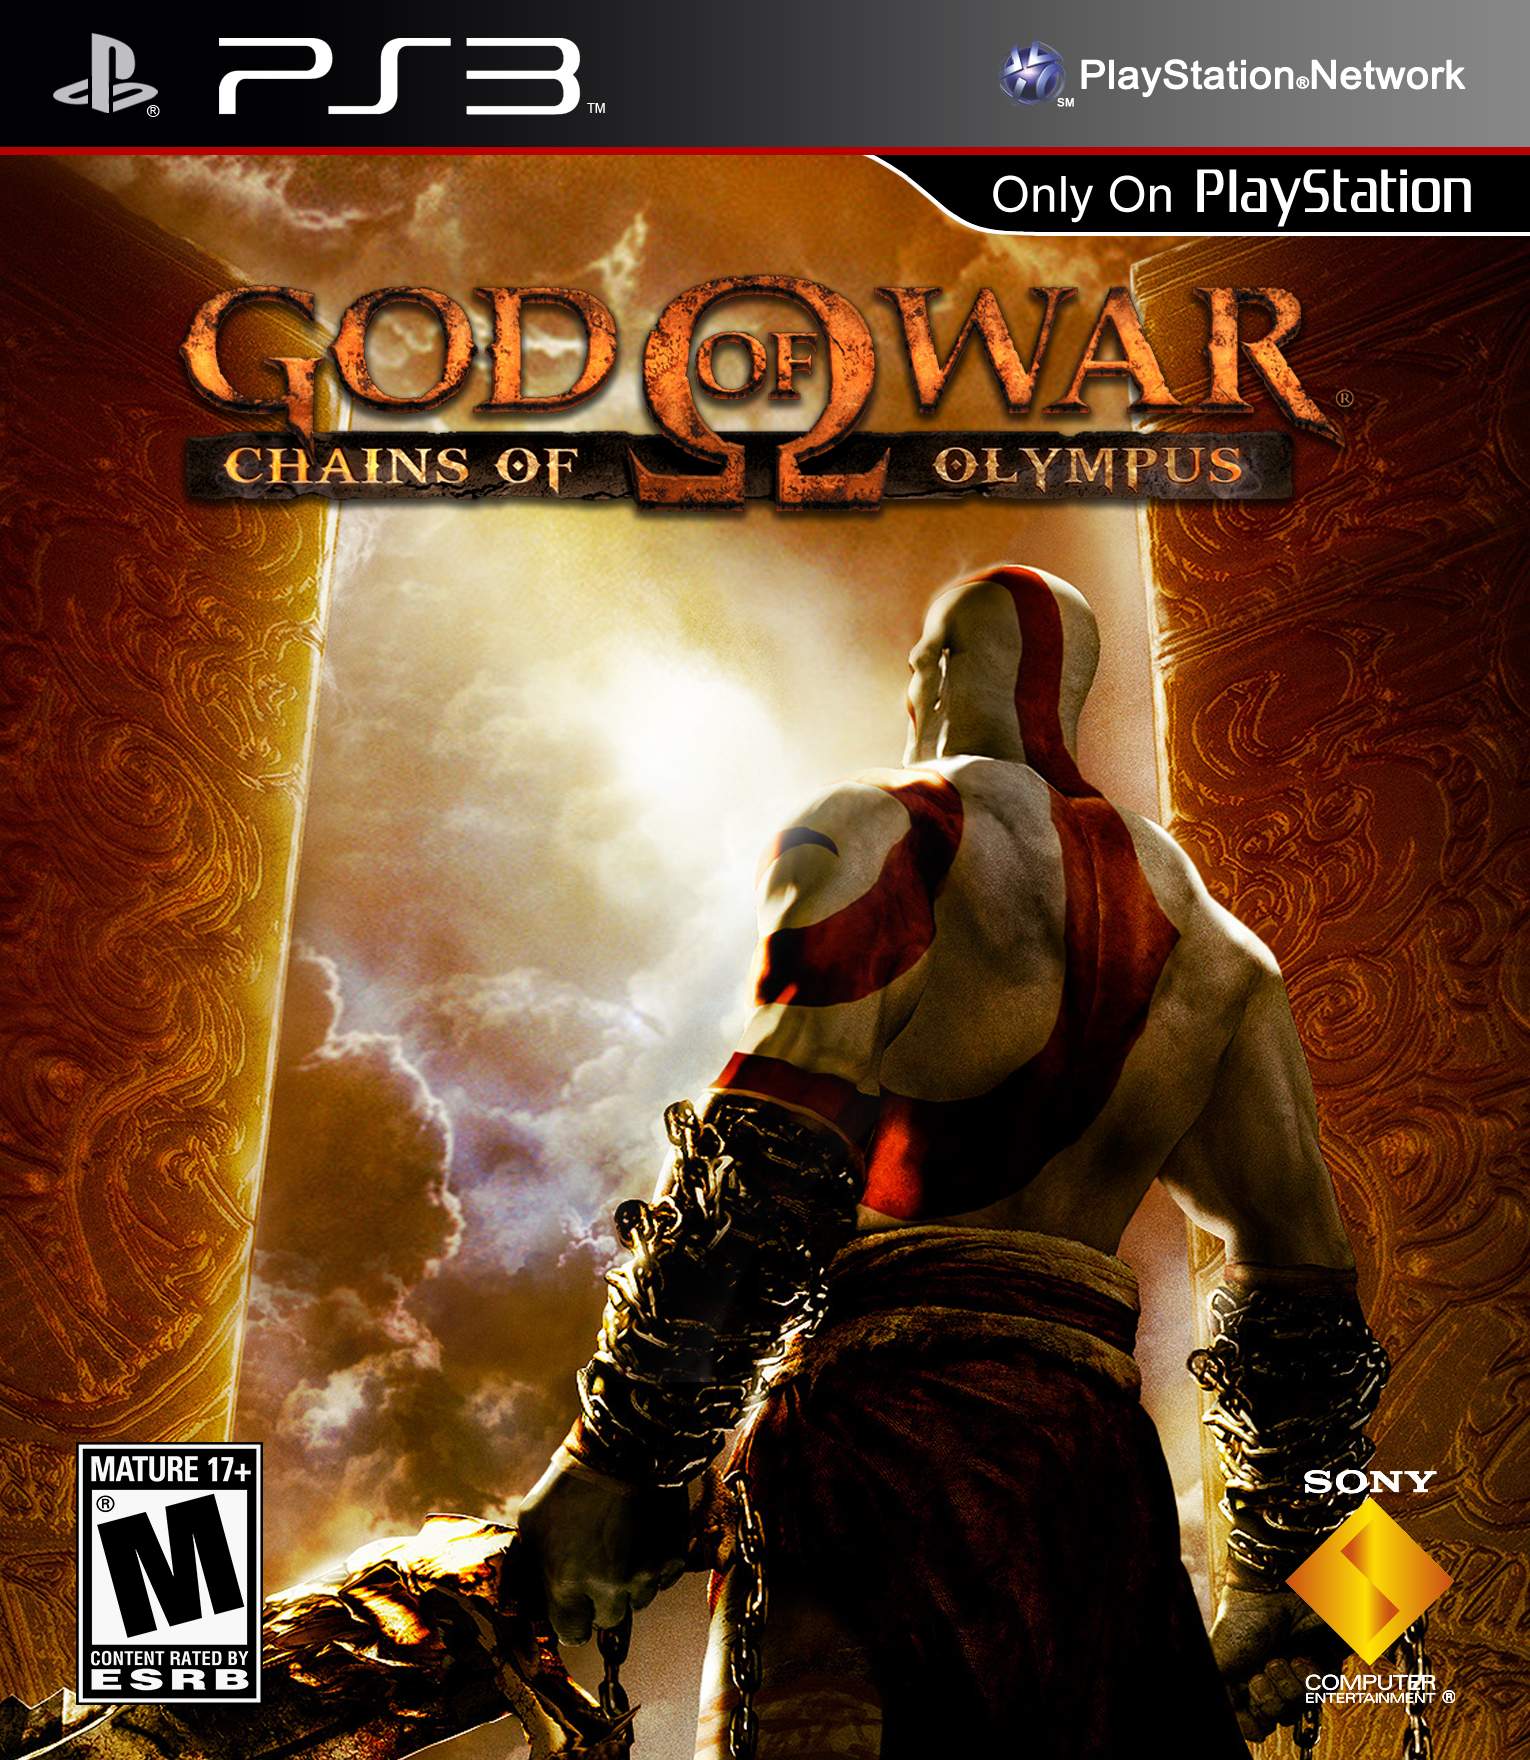 PS3™
PlayStation®Network
SM
Only On PlayStation
GOD OF WAR®
CHAINS OF OLYMPUS
MATURE 17+
®
M
CONTENT RATED BY
ESRB
SONY
COMPUTER
ENTERTAINMENT ®